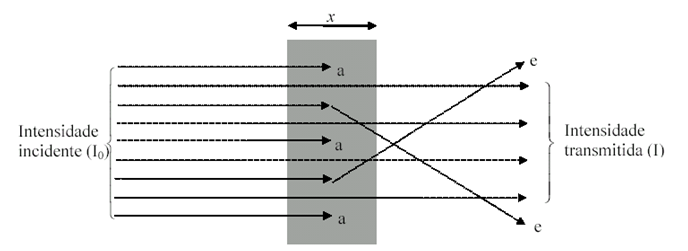 x
a
e
a
Intensidade
incidente (I₀)
Intensidade
transmitida (I)
a
e